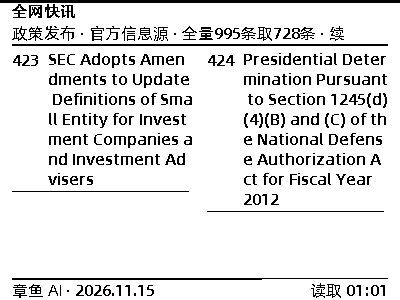 全网快讯
政策发布 · 官方信息源 · 全量995条取728条 · 续
423 SEC Adopts Amen
dments to Update
Definitions of Sma
ll Entity for Invest
ment Companies a
nd Investment Ad
visers
424 Presidential Deter
mination Pursuant
to Section 1245(d)
(4)(B) and (C) of th
e National Defens
e Authorization A
ct for Fiscal Year
2012
章鱼 AI · 2026.11.15
读取 01:01